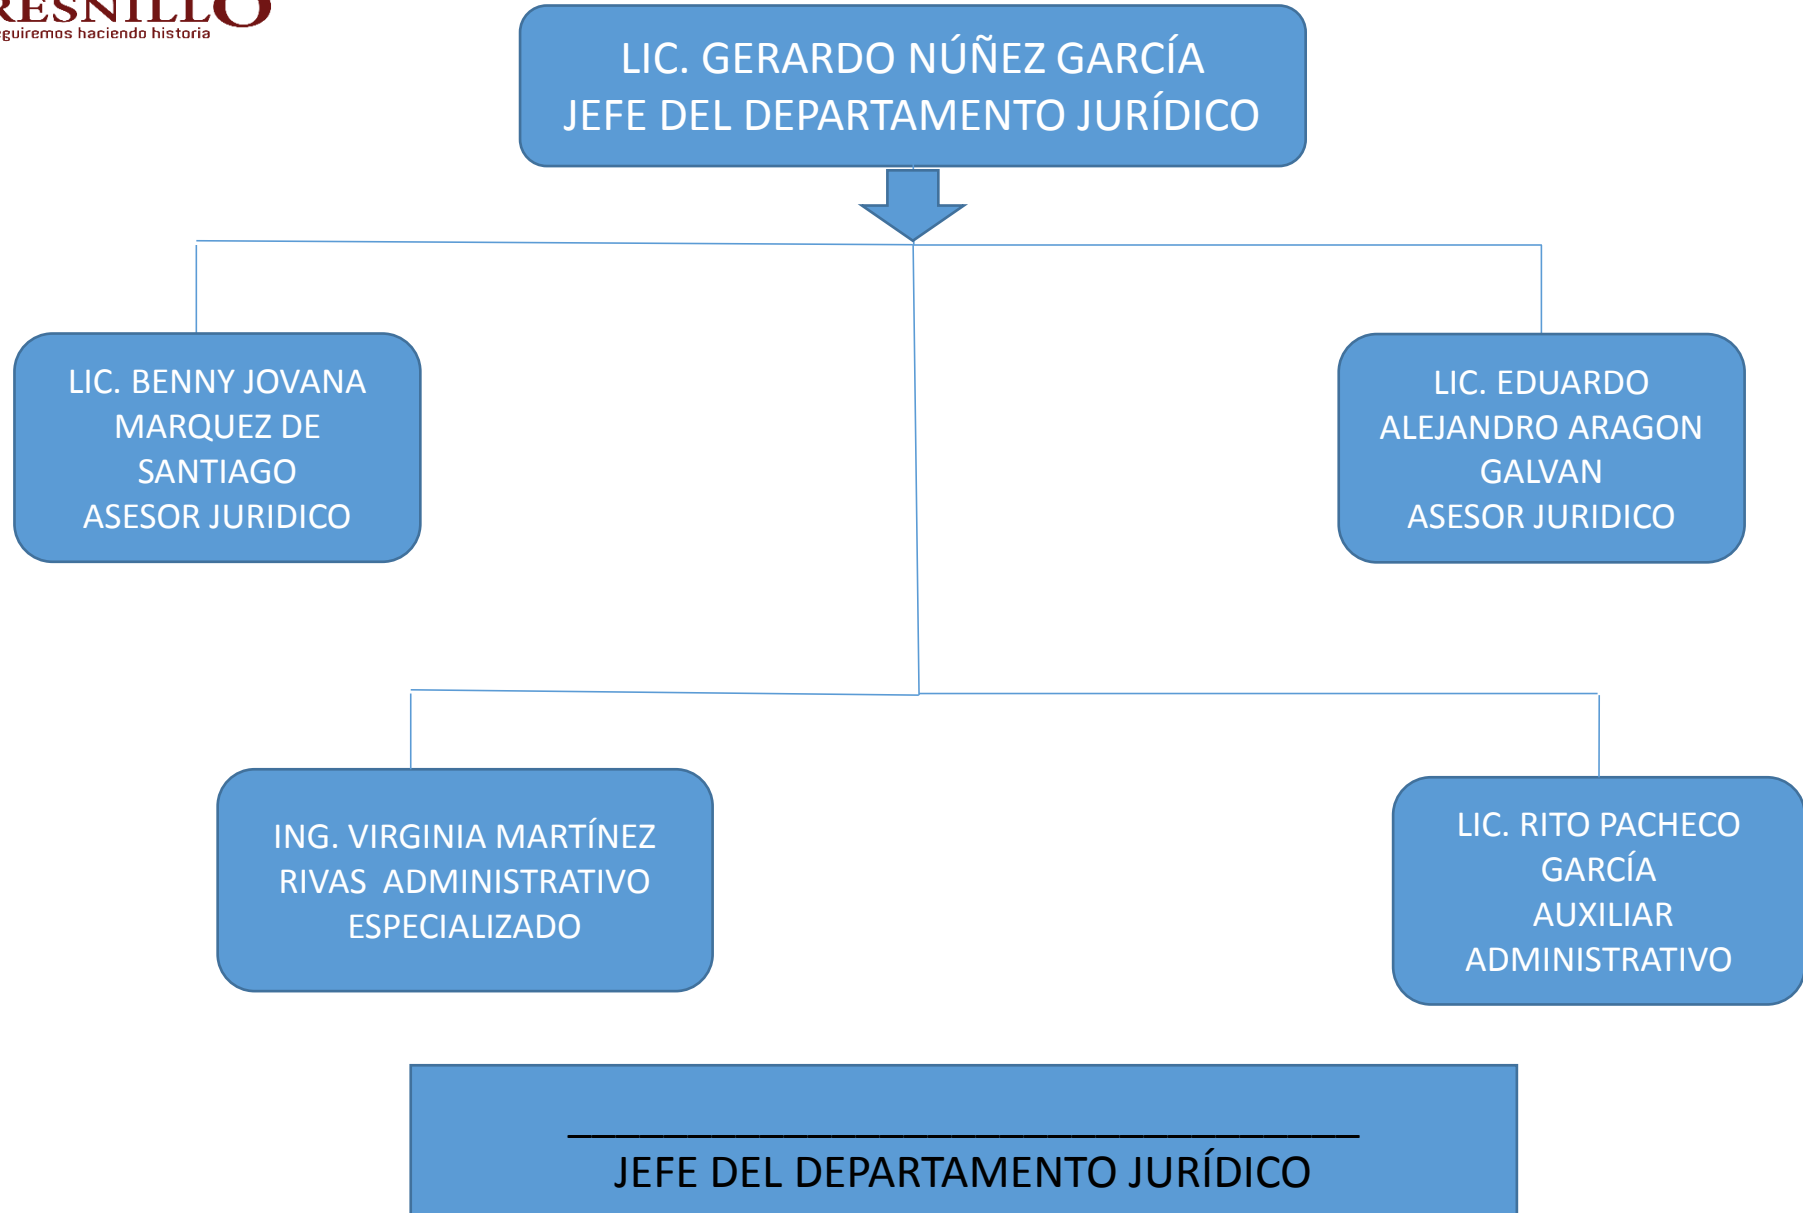 RESNILLO
guiremos haciendo historia
LIC. GERARDO NÚÑEZ GARCÍA
JEFE DEL DEPARTAMENTO JURÍDICO
LIC. BENNY JOVANA
MARQUEZ DE
SANTIAGO
ASESOR JURIDICO
LIC. EDUARDO
ALEJANDRO ARAGON
GALVAN
ASESOR JURIDICO
ING. VIRGINIA MARTÍNEZ
RIVAS ADMINISTRATIVO
ESPECIALIZADO
LIC. RITO PACHECO
GARCÍA
AUXILIAR
ADMINISTRATIVO
_________________________________
JEFE DEL DEPARTAMENTO JURÍDICO